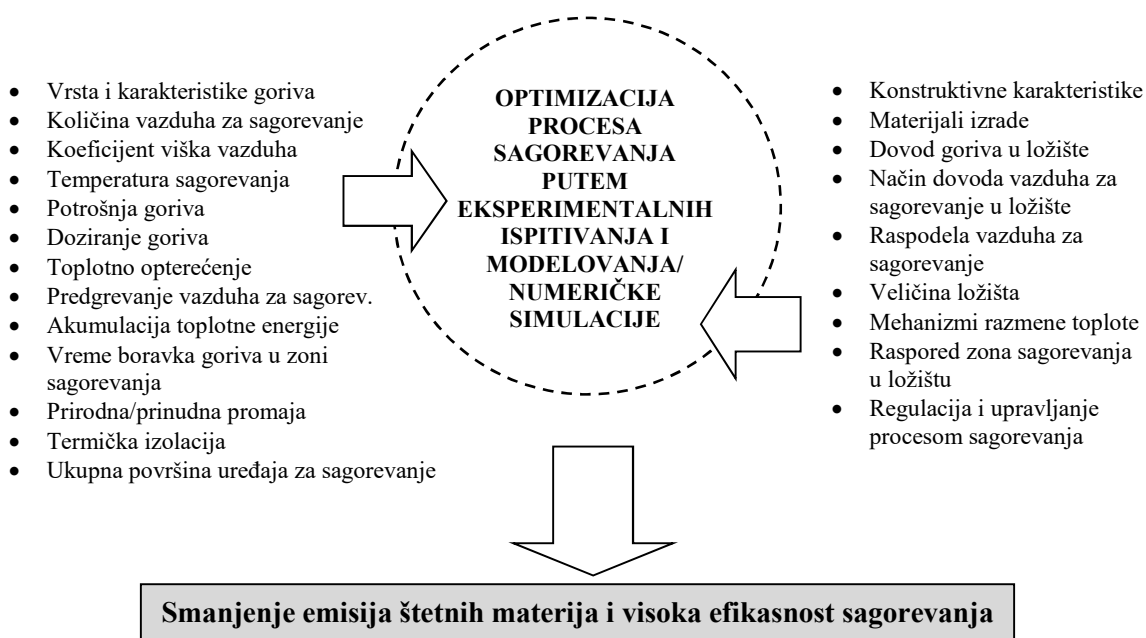 • Vrsta i karakteristike goriva
• Količina vazduha za sagorevanje
• Koeficijent viška vazduha
• Temperatura sagorevanja
• Potrošnja goriva
• Doziranje goriva
• Toplotno opterećenje
• Predgrevanje vazduha za sagorev.
• Akumulacija toplotne energije
• Vreme boravka goriva u zoni
sagorevanja
• Prirodna/prinudna promaja
• Termička izolacija
• Ukupna površina uređaja za sagorevanje
OPTIMIZACIJA
PROCESA
SAGOREVANJA
PUTEM
EKSPERIMENTALNIH
ISPITIVANJA I
MODELOVANJA/
NUMERIČKE
SIMULACIJE
• Konstruktivne karakteristike
• Materijali izrade
• Dovod goriva u ložište
• Način dovoda vazduha za
sagorevanje u ložište
• Raspodela vazduha za
sagorevanje
• Veličina ložišta
• Mehanizmi razmene toplote
• Raspored zona sagorevanja
u ložištu
• Regulacija i upravljanje
procesom sagorevanja
Smanjenje emisija štetnih materija i visoka efikasnost sagorevanja